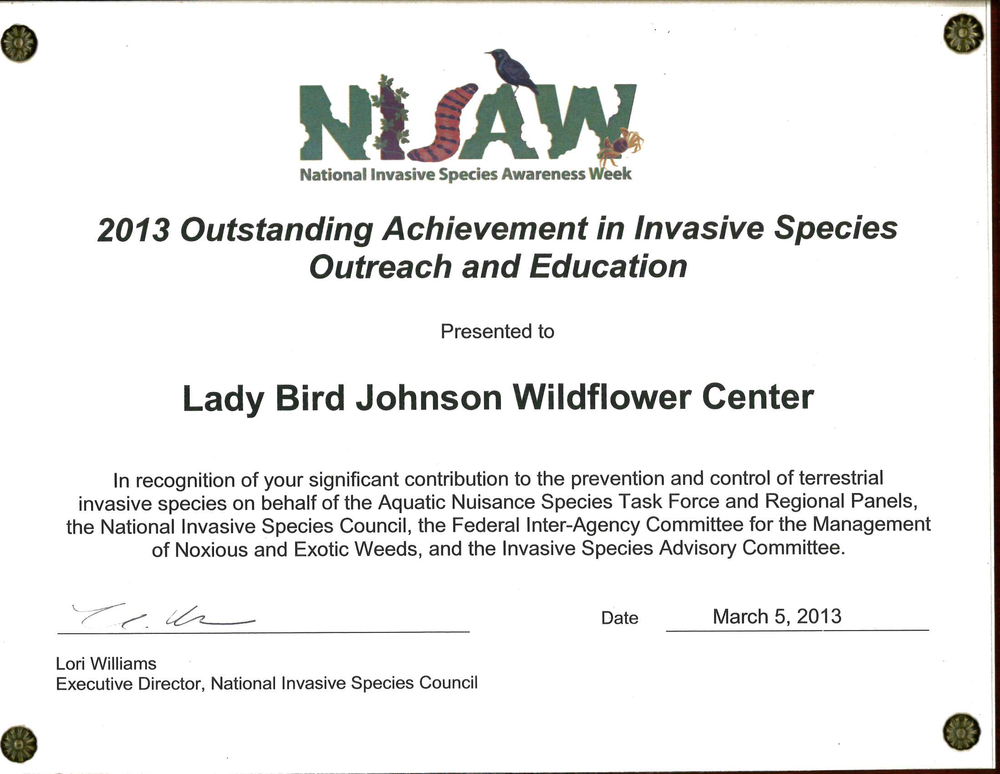 NISAW
National Invasive Species Awareness Week
2013 Outstanding Achievement in Invasive Species
Outreach and Education
Presented to
Lady Bird Johnson Wildflower Center
In recognition of your significant contribution to the prevention and control of terrestrial
invasive species on behalf of the Aquatic Nuisance Species Task Force and Regional Panels,
the National Invasive Species Council, the Federal Inter-Agency Committee for the Management
of Noxious and Exotic Weeds, and the Invasive Species Advisory Committee.
Date March 5, 2013
Lori Williams
Executive Director, National Invasive Species Council